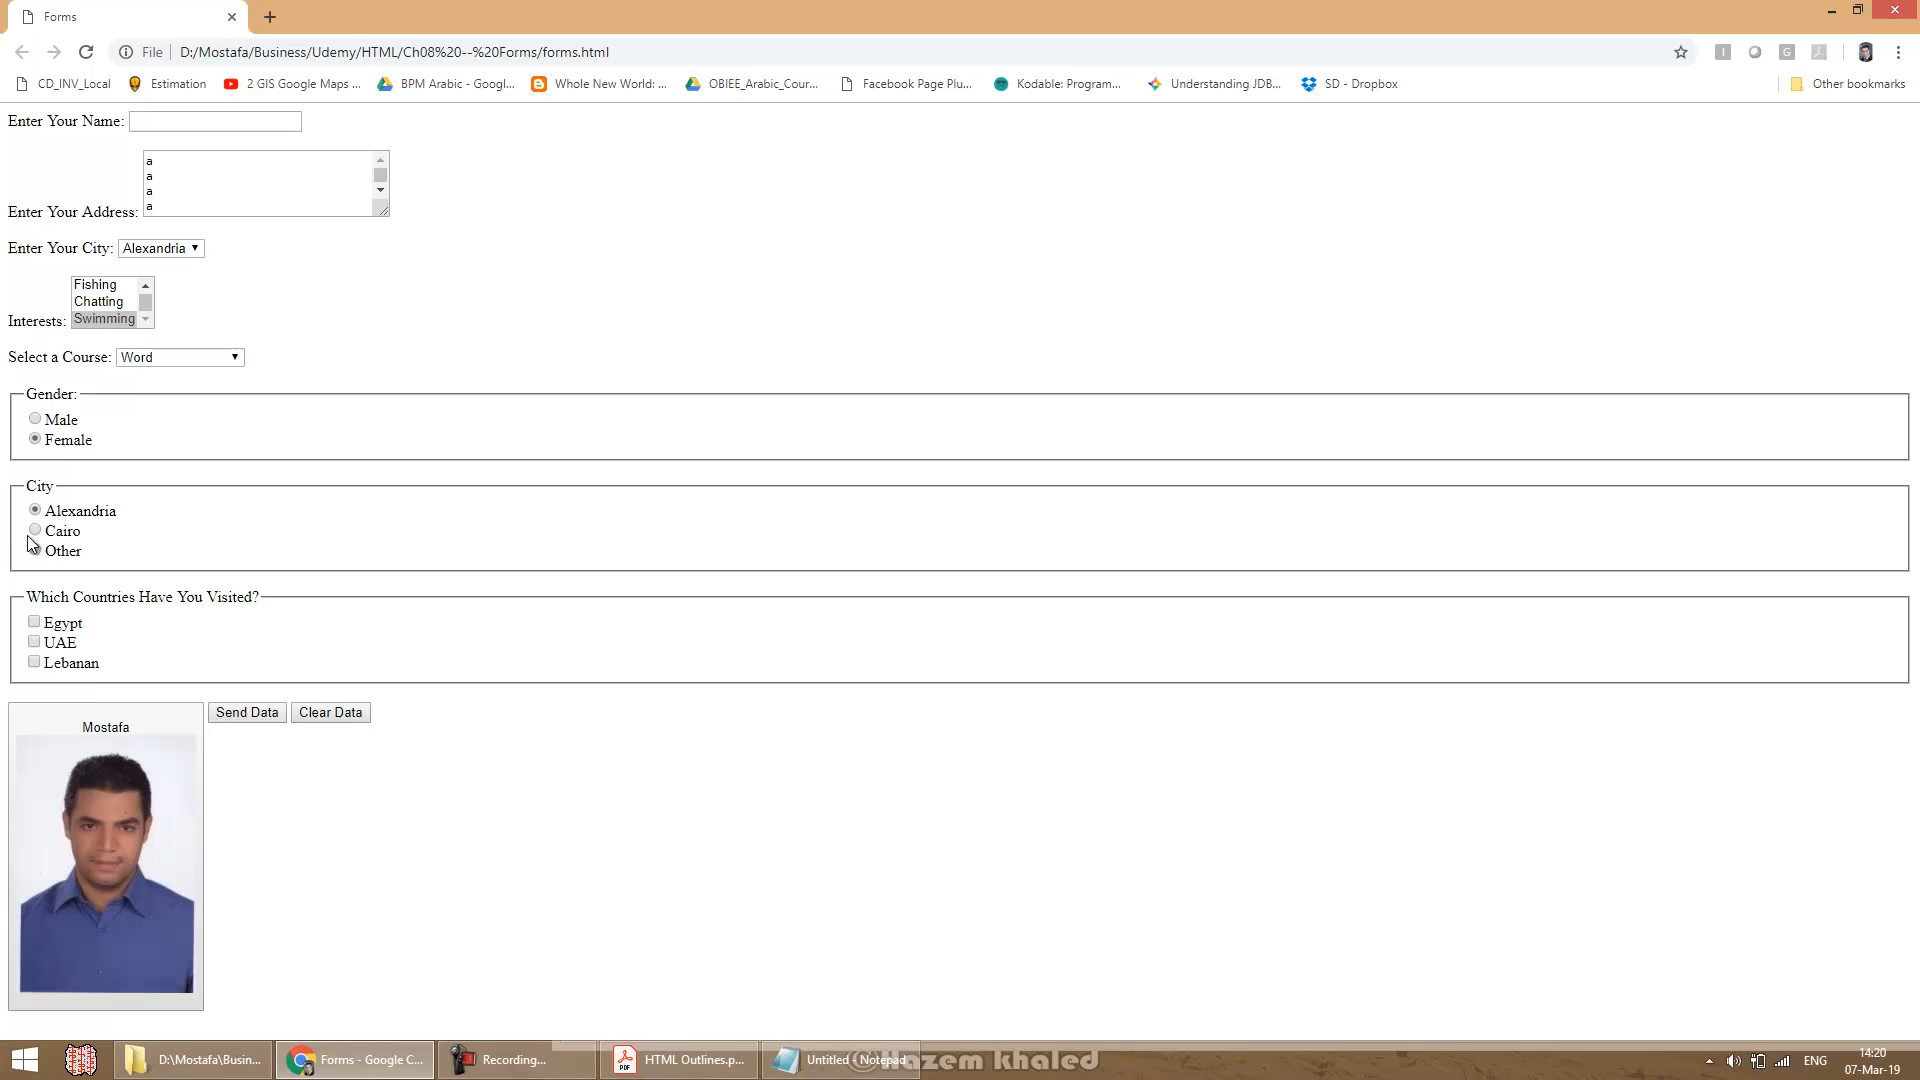 Forms
File D:/Mostafa/Business/Udemy/HTML/Ch08%20--%20Forms/forms.html
CD_INV_Local Estimation 2 GIS Google Maps ... BPM Arabic - Googl... Whole New World: ... OBIEE_Arabic_Cour... Facebook Page Plu... Kodable: Program... Understanding JDB... SD - Dropbox Other bookmarks
Enter Your Name:
a
a
a
a
Enter Your Address:
Enter Your City: Alexandria
Fishing
Chatting
Swimming
Interests:
Select a Course: Word
Gender:
Male
Female
City
Alexandria
Cairo
Other
Which Countries Have You Visited?
Egypt
UAE
Lebanan
Mostafa
Send Data Clear Data
D:\Mostafa\Busin... Forms - Google C... Recording... HTML Outlines.p... Untitled - Notepad
©Hazem khaled
ENG
14:20
07-Mar-19